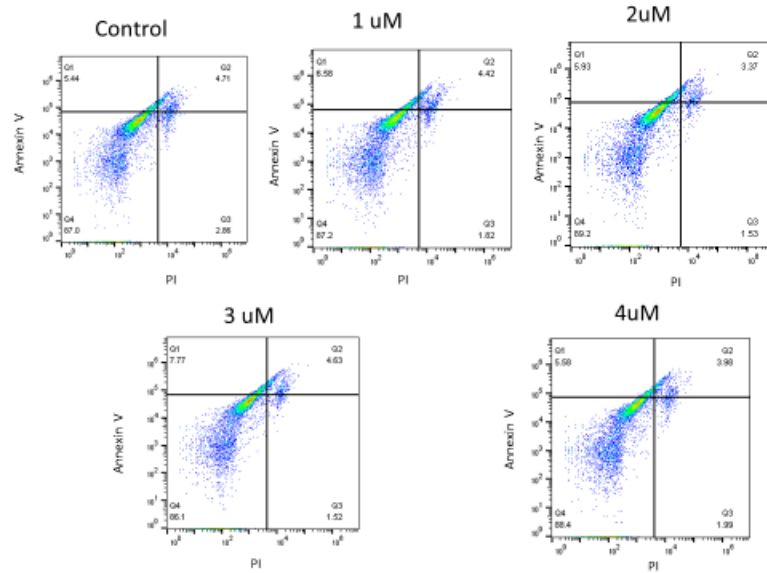 Control
1 uM
2uM
Q1
5.44
Q2
4.71
Q4
87.0
Q3
2.86
Annexin V
PI
Q1
6.58
Q2
4.42
Q4
87.2
Q3
1.82
Annexin V
PI
Q1
5.93
Q2
3.37
Q4
89.2
Q3
1.53
Annexin V
PI
3 uM
4uM
Q1
7.77
Q2
4.63
Q4
86.1
Q3
1.52
Annexin V
PI
Q1
5.58
Q2
3.98
Q4
88.4
Q3
1.99
Annexin V
PI